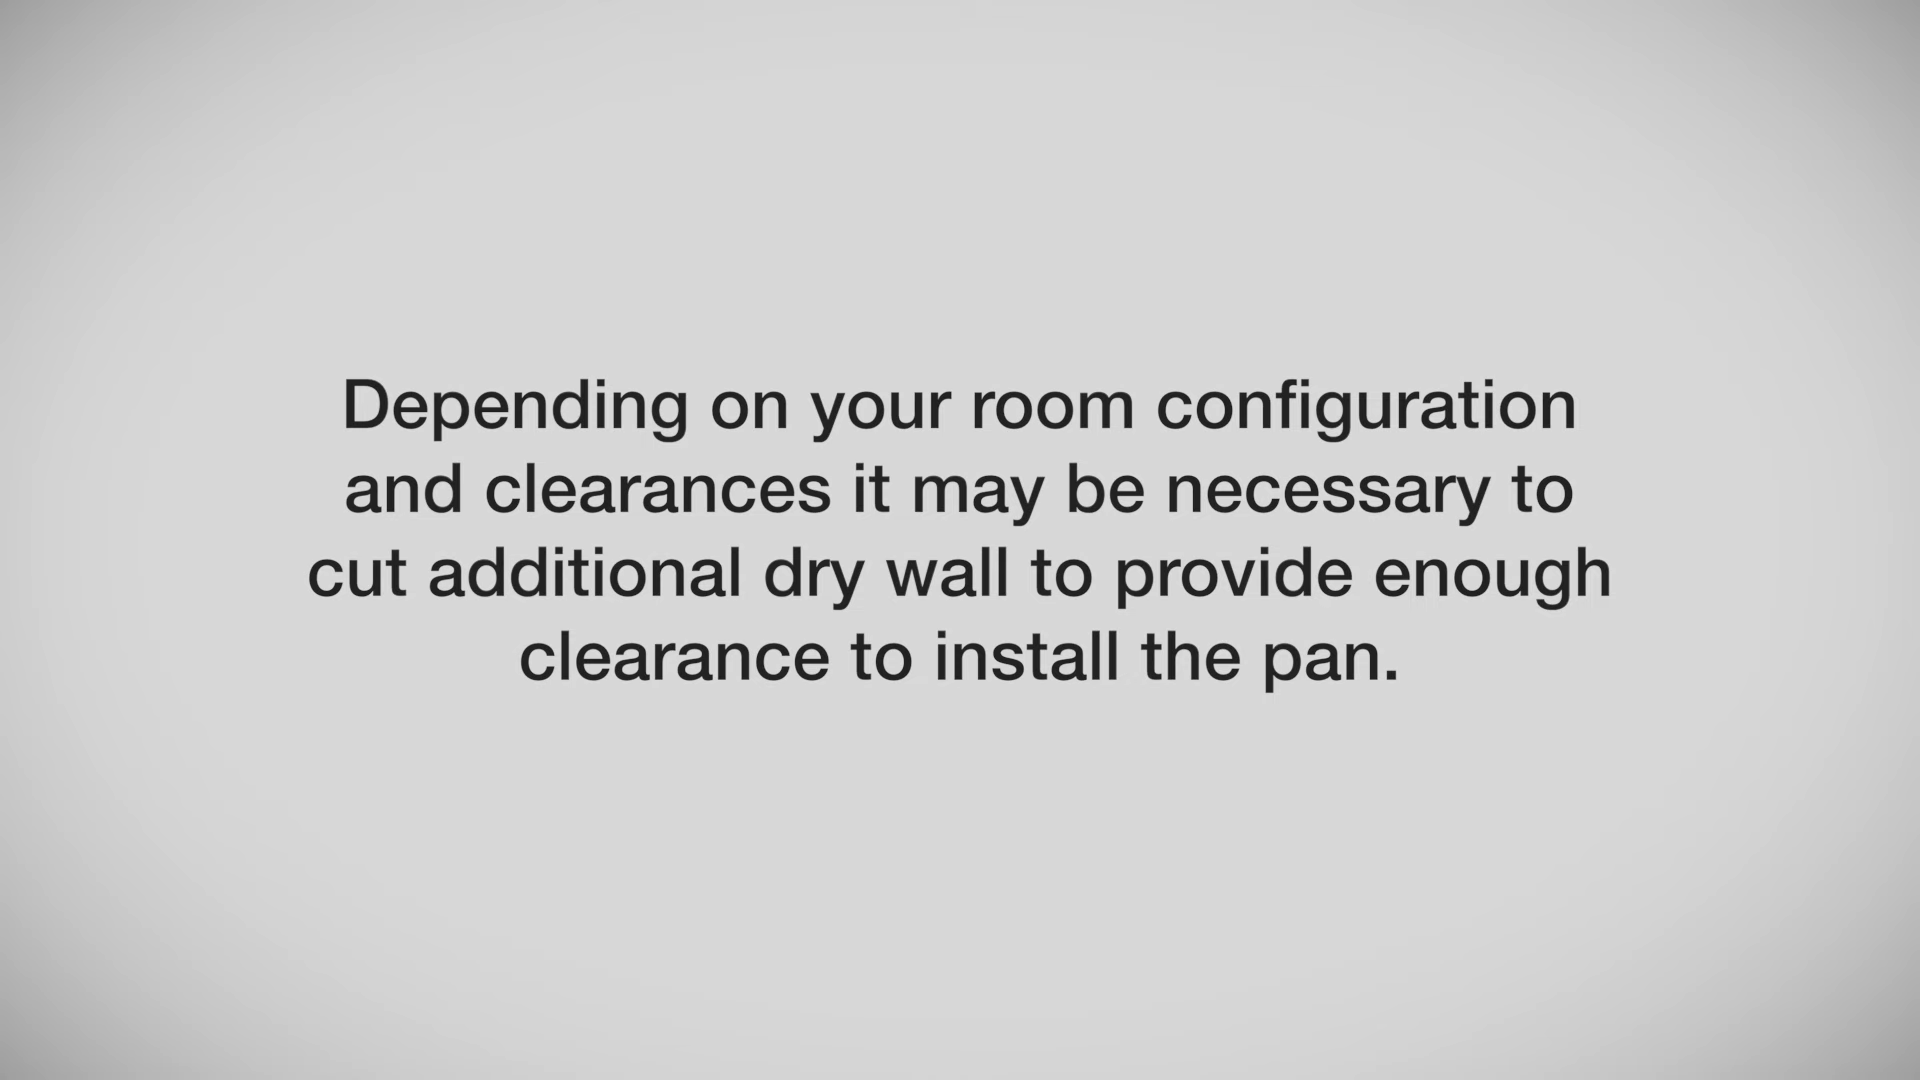 Depending on your room configuration
and clearances it may be necessary to
cut additional dry wall to provide enough
clearance to install the pan.